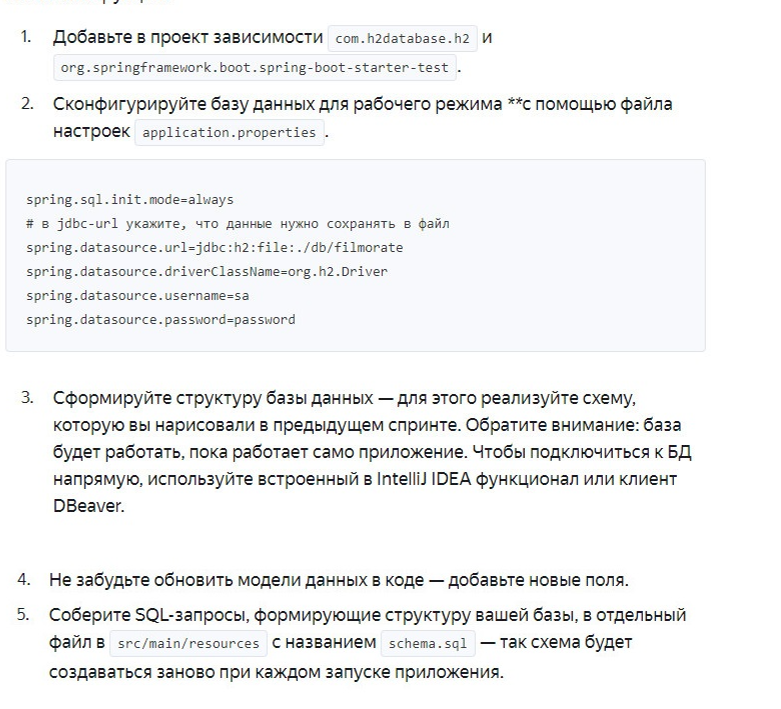 1. Добавьте в проект зависимости com.h2database.h2 и
org.springframework.boot.spring-boot-starter-test .
2. Сконфигурируйте базу данных для рабочего режима **с помощью файла
настроек application.properties .
spring.sql.init.mode=always
# в jdbc-url укажите, что данные нужно сохранять в файл
spring.datasource.url=jdbc:h2:file:./db/filmorate
spring.datasource.driverClassName=org.h2.Driver
spring.datasource.username=sa
spring.datasource.password=password
3. Сформируйте структуру базы данных — для этого реализуйте схему,
которую вы нарисовали в предыдущем спринте. Обратите внимание: база
будет работать, пока работает само приложение. Чтобы подключиться к БД
напрямую, используйте встроенный в IntelliJ IDEA функционал или клиент
DBeaver.
4. Не забудьте обновить модели данных в коде — добавьте новые поля.
5. Соберите SQL-запросы, формирующие структуру вашей базы, в отдельный
файл в src/main/resources с названием schema.sql — так схема будет
создаваться заново при каждом запуске приложения.